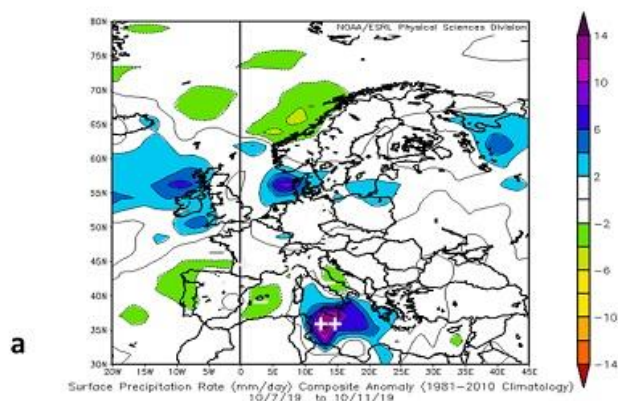 NOAA/ESRL Physical Sciences Division
80N
75N
70N
65N
60N
55N
50N
45N
40N
35N
30N
20W 15W 10W 5W 0 5E 10E 15E 20E 25E 30E 35E 40E 45E
14
10
6
2
-2
-6
-10
-14
a
Surface Precipitation Rate (mm/day) Composite Anomaly (1981-2010 Climatology)
10/7/19 to 10/11/19